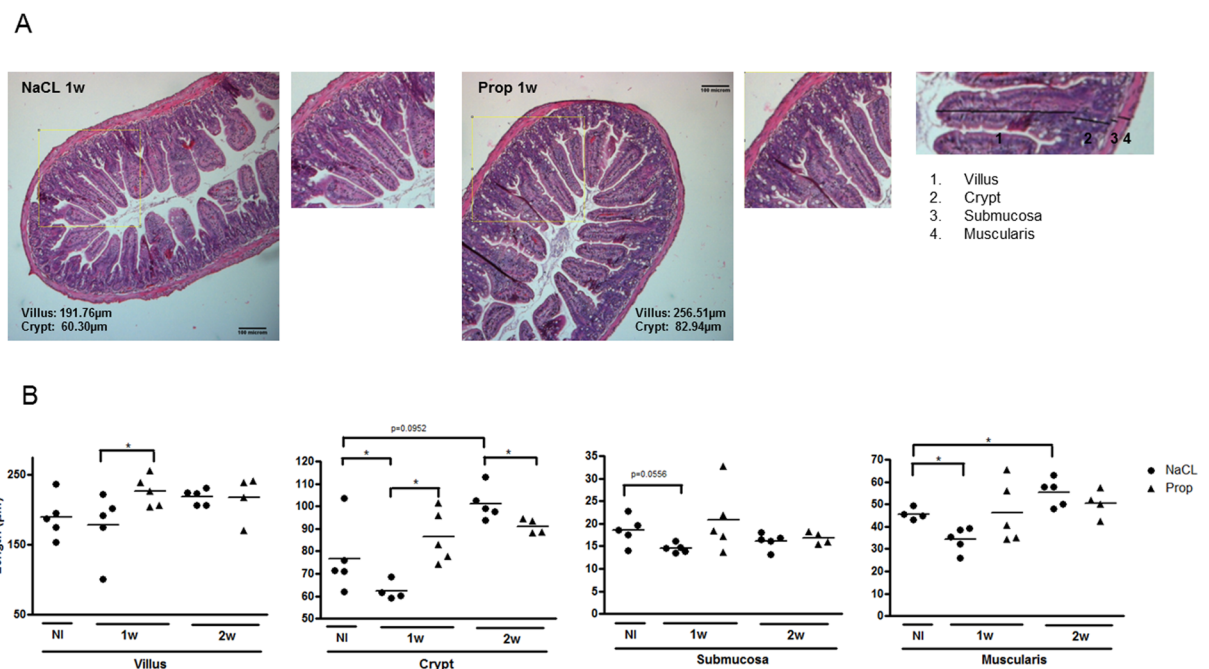 A
NaCL 1w
Villus: 191.76µm
Crypt: 60.30µm
100 microm
Prop 1w
100 microm
Villus: 256.51µm
Crypt: 82.94µm
1 2 3 4
1. Villus
2. Crypt
3. Submucosa
4. Muscularis
B
250
150
50
*
NI 1w 2w
Villus
120
110
100
90
80
70
60
50
p=0.0952
*
*
*
NI 1w 2w
Crypt
35
30
25
20
15
10
5
0
p=0.0556
NI 1w 2w
Submucosa
70
60
50
40
30
20
10
0
*
*
NI 1w 2w
Muscularis
NaCL
Prop